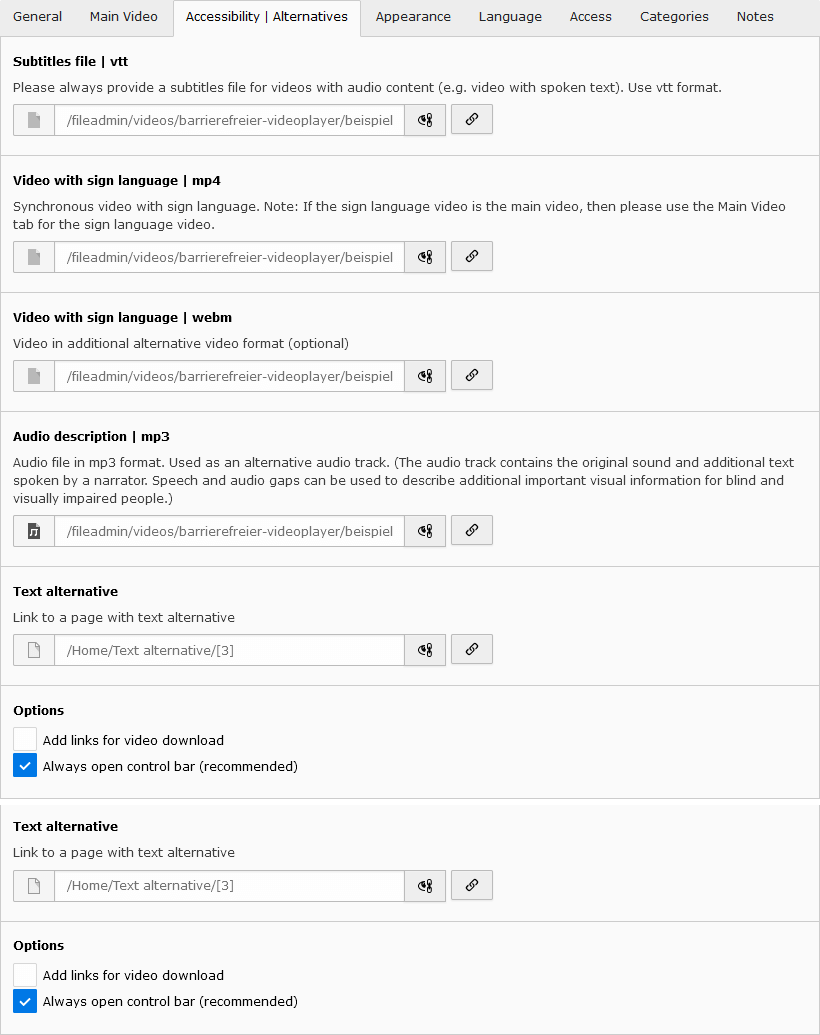 General Main Video Accessibility | Alternatives Appearance Language Access Categories Notes
Subtitles file | vtt
Please always provide a subtitles file for videos with audio content (e.g. video with spoken text). Use vtt format.
/fileadmin/videos/barrierefreier-videoplayer/beispiel
Video with sign language | mp4
Synchronous video with sign language. Note: If the sign language video is the main video, then please use the Main Video
tab for the sign language video.
/fileadmin/videos/barrierefreier-videoplayer/beispiel
Video with sign language | webm
Video in additional alternative video format (optional)
/fileadmin/videos/barrierefreier-videoplayer/beispiel
Audio description | mp3
Audio file in mp3 format. Used as an alternative audio track. (The audio track contains the original sound and additional text
spoken by a narrator. Speech and audio gaps can be used to describe additional important visual information for blind and
visually impaired people.)
/fileadmin/videos/barrierefreier-videoplayer/beispiel
Text alternative
Link to a page with text alternative
/Home/Text alternative/[3]
Options
Add links for video download
Always open control bar (recommended)
Text alternative
Link to a page with text alternative
/Home/Text alternative/[3]
Options
Add links for video download
Always open control bar (recommended)